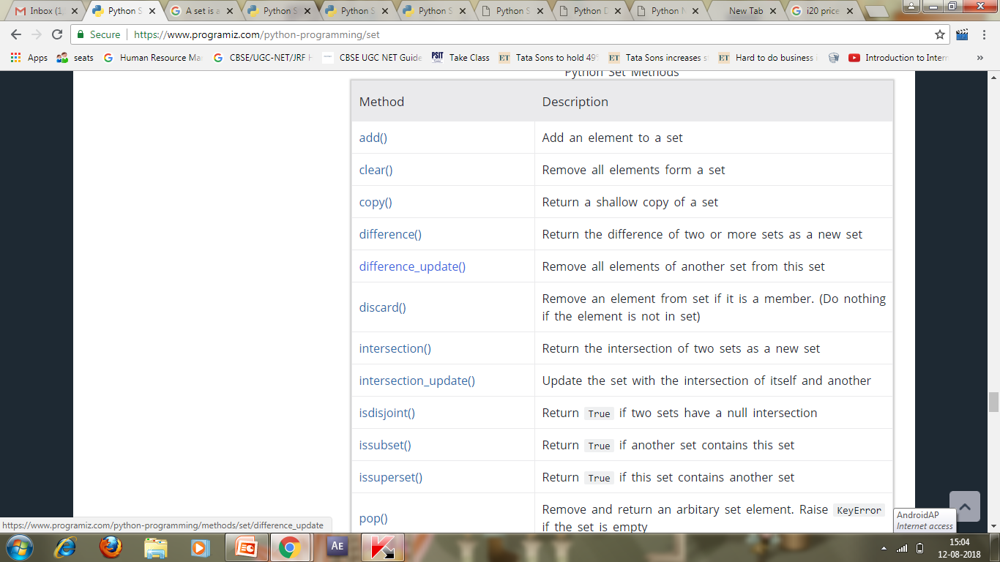 Inbox (1
Python S
A set is a
Python S
Python S
Python S
Python S
Python
Python
New Tab
i20 price
Secure https://www.programiz.com/python-programming/set
Apps seats Human Resource Ma CBSE/UGC-NET/JRF CBSE UGC NET Guide PSIT Take Class ET Tata Sons to hold 49 ET Tata Sons increases s ET Hard to do business Introduction to Inter »
Python Set Methods
Method Description
add() Add an element to a set
clear() Remove all elements form a set
copy() Return a shallow copy of a set
difference() Return the difference of two or more sets as a new set
difference_update() Remove all elements of another set from this set
discard() Remove an element from set if it is a member. (Do nothing
if the element is not in set)
intersection() Return the intersection of two sets as a new set
intersection_update() Update the set with the intersection of itself and another
isdisjoint() Return True if two sets have a null intersection
issubset() Return True if another set contains this set
issuperset() Return True if this set contains another set
pop() Remove and return an arbitary set element. Raise KeyError
if the set is empty
https://www.programiz.com/python-programming/methods/set/difference_update
AndroidAP
Internet access
AE
15:04
12-08-2018